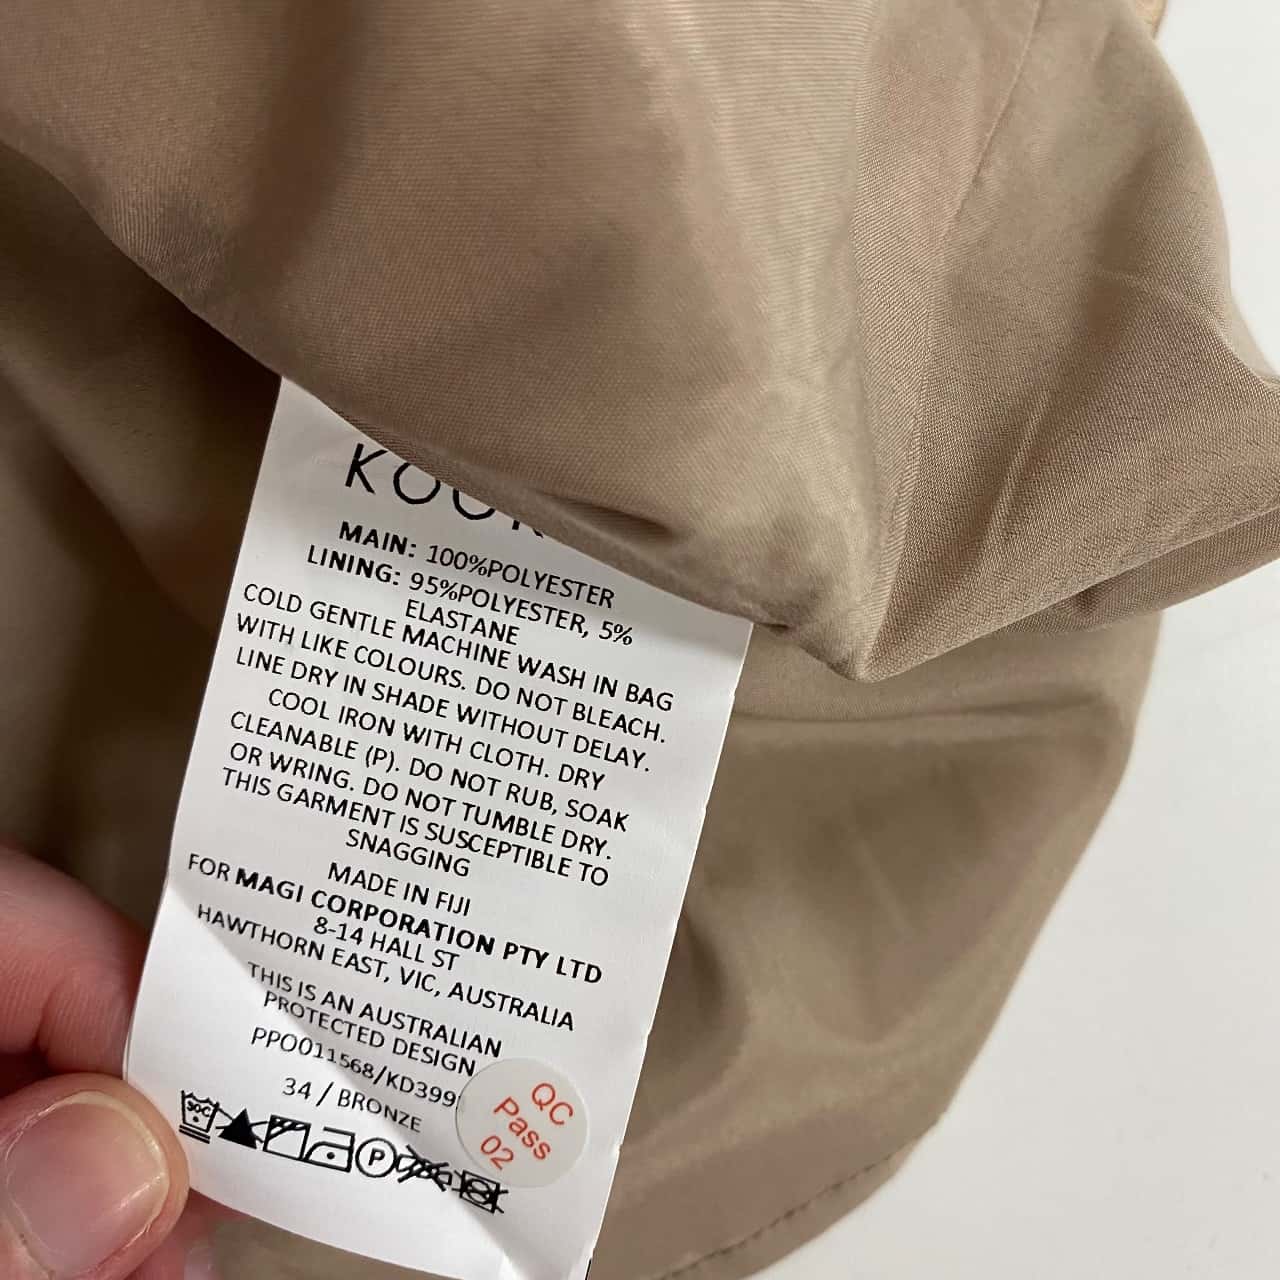 MAIN: 100%POLYESTER
LINING: 95%POLYESTER, 5%
ELASTANE
COLD GENTLE MACHINE WASH IN BAG
WITH LIKE COLOURS. DO NOT BLEACH.
LINE DRY IN SHADE WITHOUT DELAY.
COOL IRON WITH CLOTH. DRY
CLEANABLE (P). DO NOT RUB, SOAK
OR WRING. DO NOT TUMBLE DRY.
THIS GARMENT IS SUSCEPTIBLE TO
SNAGGING
MADE IN FIJI
FOR MAGI CORPORATION PTY LTD
8-14 HALL ST
HAWTHORN EAST, VIC, AUSTRALIA
THIS IS AN AUSTRALIAN
PROTECTED DESIGN
PPO011568/KD399
34 / BRONZE
50C
P
QC
Pass
02